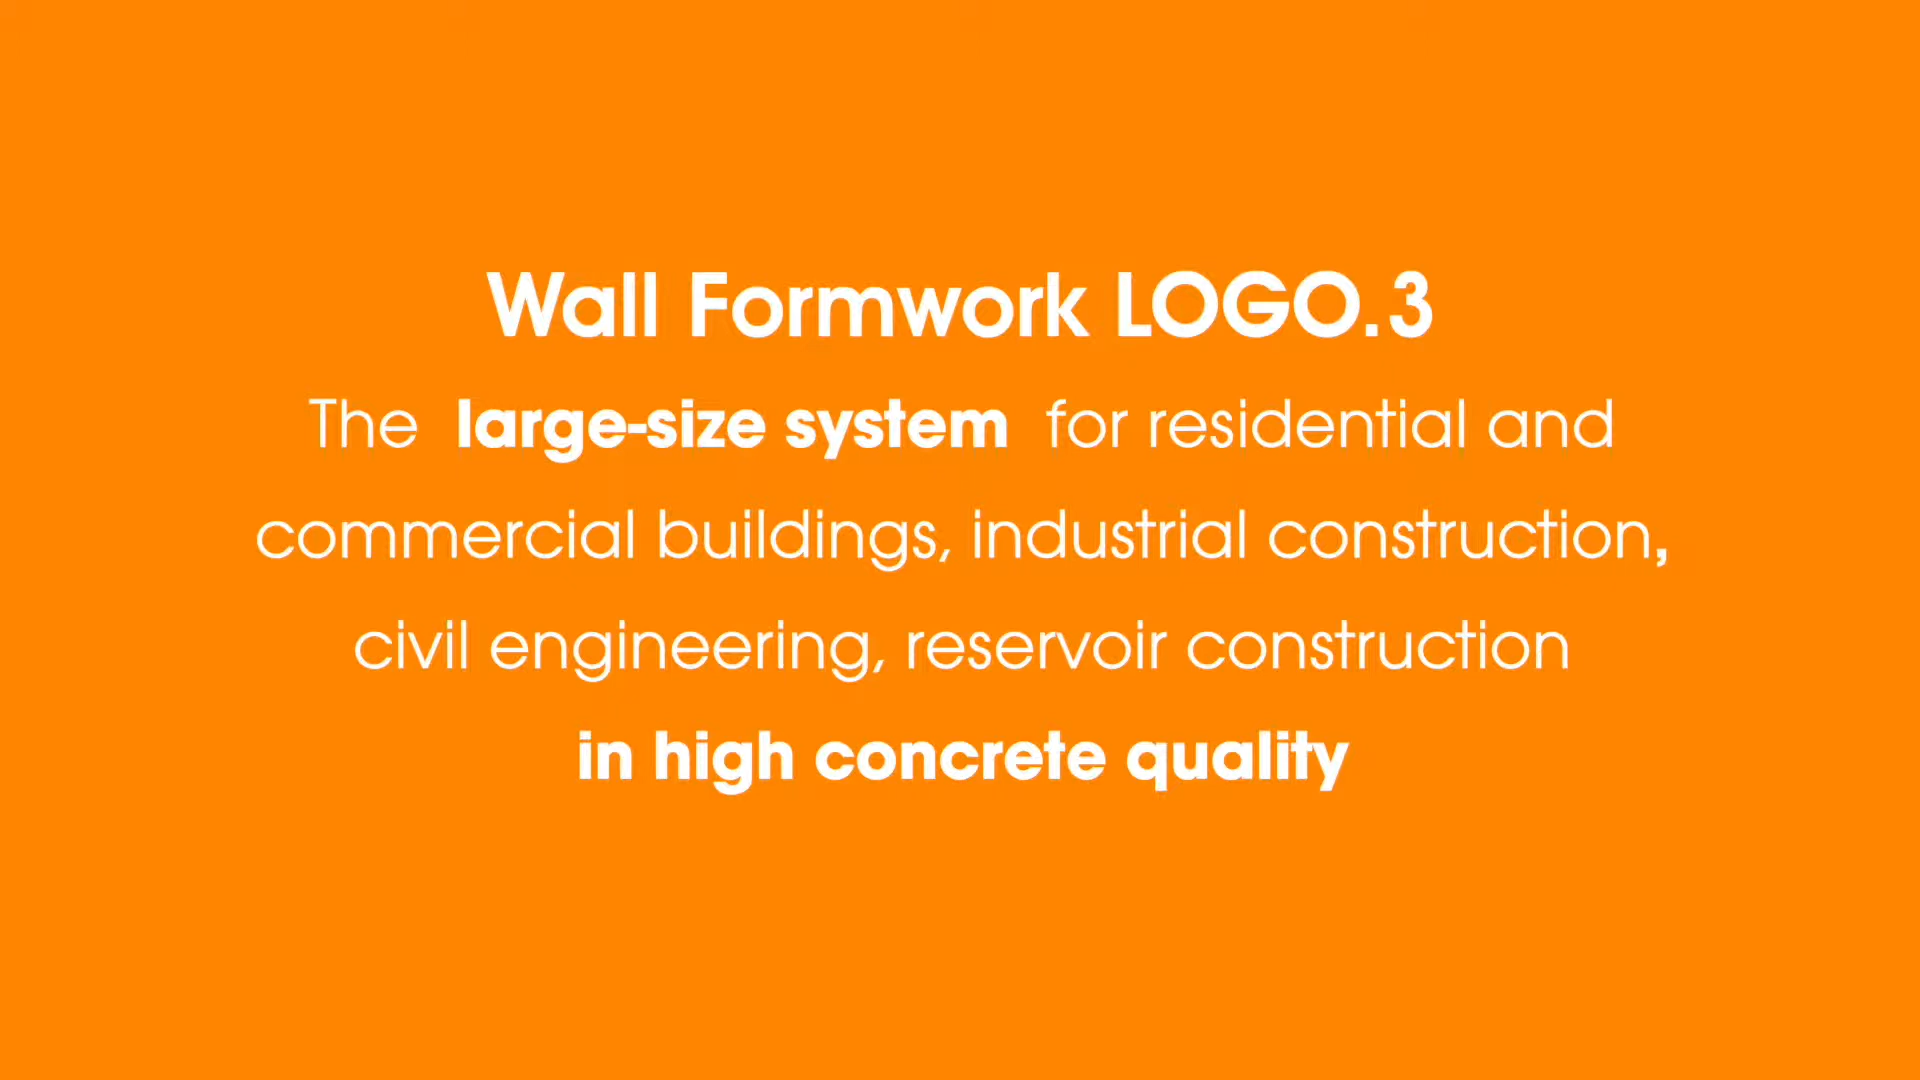 Wall Formwork LOGO.3
The large-size system for residential and
commercial buildings, industrial construction,
civil engineering, reservoir construction
in high concrete quality